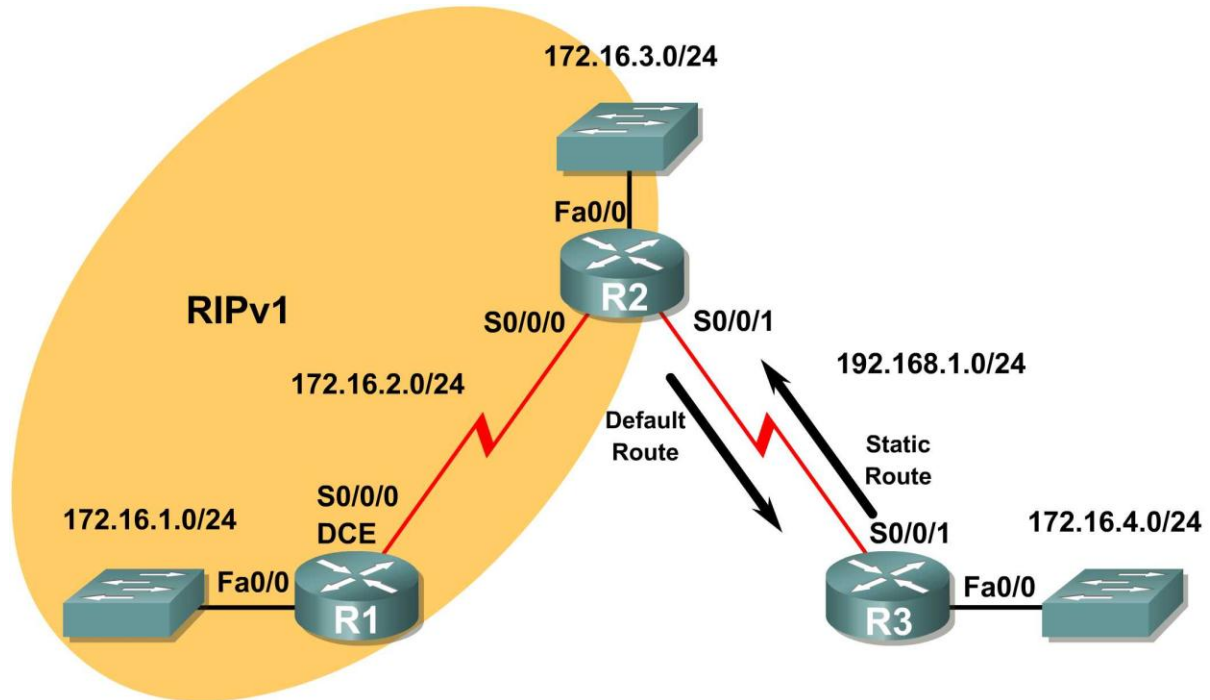 172.16.3.0/24
Fa0/0
R2
RIPv1
S0/0/0
S0/0/1
172.16.2.0/24
192.168.1.0/24
Default
Route
Static
Route
S0/0/0
DCE
172.16.1.0/24
Fa0/0
R1
S0/0/1
172.16.4.0/24
Fa0/0
R3